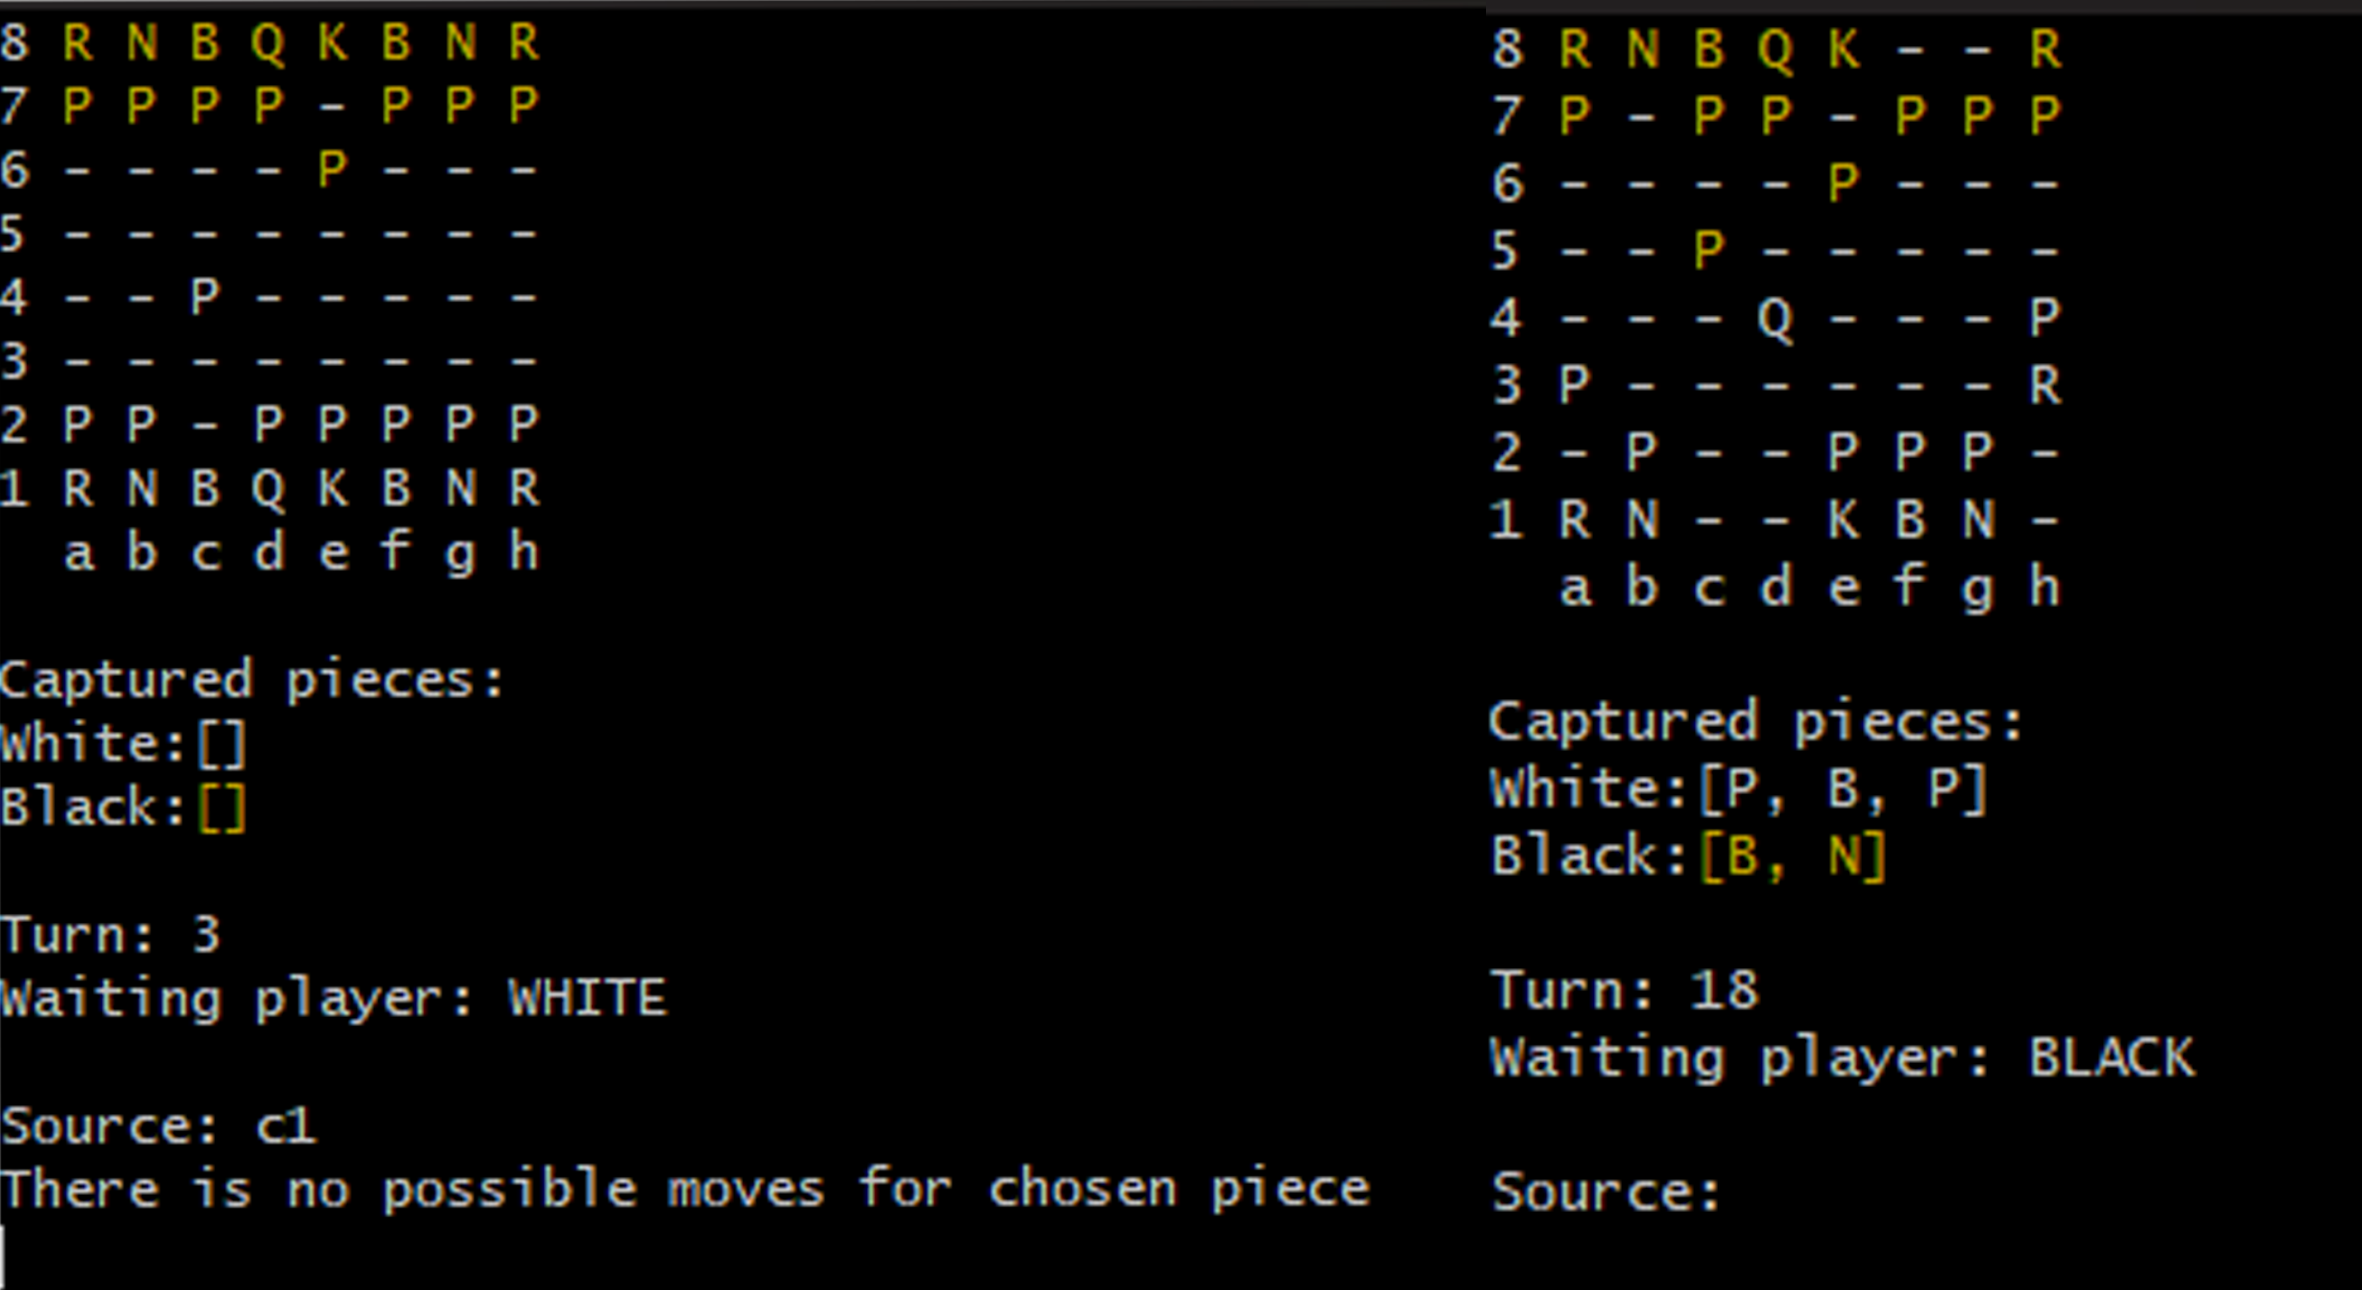 8 R N B Q K B N R
7 P P P P - P P P
6 - - - - P - - -
5 - - - - - - - -
4 - - P - - - - -
3 - - - - - - - -
2 P P - P P P P P
1 R N B Q K B N R
a b c d e f g h
Captured pieces:
White:[]
Black:[]
Turn: 3
Waiting player: WHITE
Source: c1
There is no possible moves for chosen piece
8 R N B Q K - - R
7 P - P P - P P P
6 - - - - P - - -
5 - - P - - - - -
4 - - - Q - - - P
3 P - - - - - - R
2 - P - - P P P -
1 R N - - K B N -
a b c d e f g h
Captured pieces:
White:[P, B, P]
Black:[B, N]
Turn: 18
Waiting player: BLACK
Source: